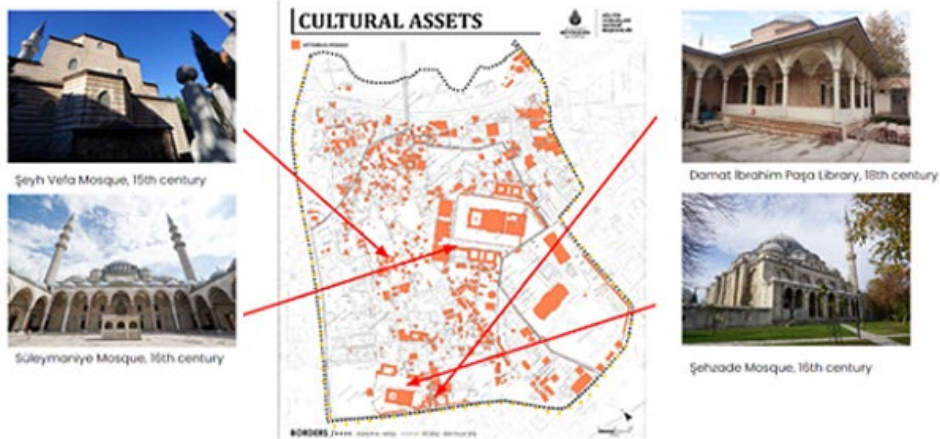 CULTURAL ASSETS
Şeyh Vefa Mosque, 15th century
Süleymaniye Mosque, 16th century
Damat İbrahim Paşa Library, 18th century
Şehzade Mosque, 16th century
BORDERS